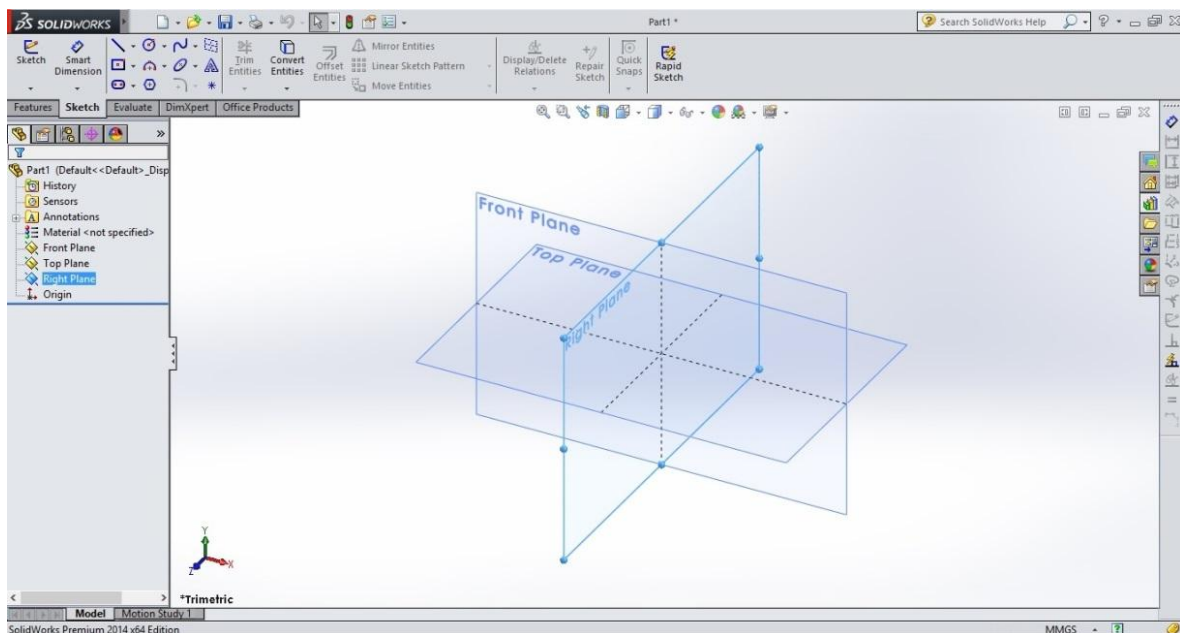 SOLIDWORKS
Part1 *
Search SolidWorks Help
Sketch
Smart Dimension
Trim Entities
Convert Entities
Offset Entities
Mirror Entities
Linear Sketch Pattern
Move Entities
Display/Delete Relations
Repair Sketch
Quick Snaps
Rapid Sketch
Features Sketch Evaluate DimXpert Office Products
Part1 (Default<<Default>_Disp
History
Sensors
Annotations
Material <not specified>
Front Plane
Top Plane
Right Plane
Origin
Front Plane
Top Plane
Right Plane
Y
Z
X
*Trimetric
Model Motion Study 1
SolidWorks Premium 2014 x64 Edition
MMGS